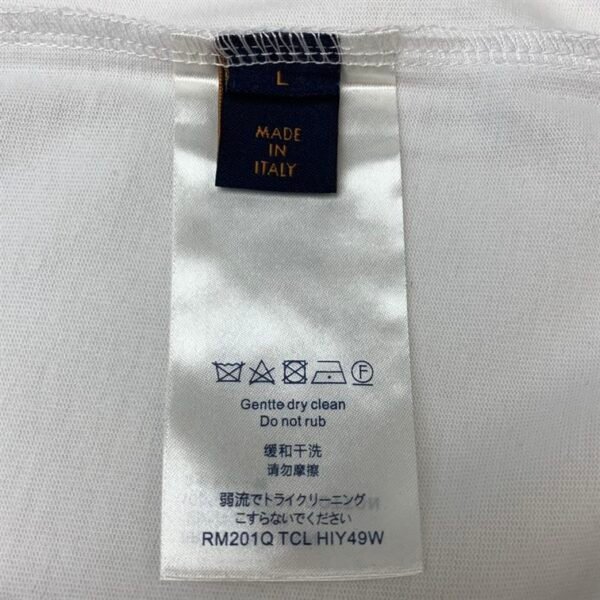 L
MADE
IN
ITALY
Gentte dry clean
Do not rub
缓和干洗
请勿摩擦
弱流でトライクリーニング
こすらないでください
RM201Q TCL HIY49W